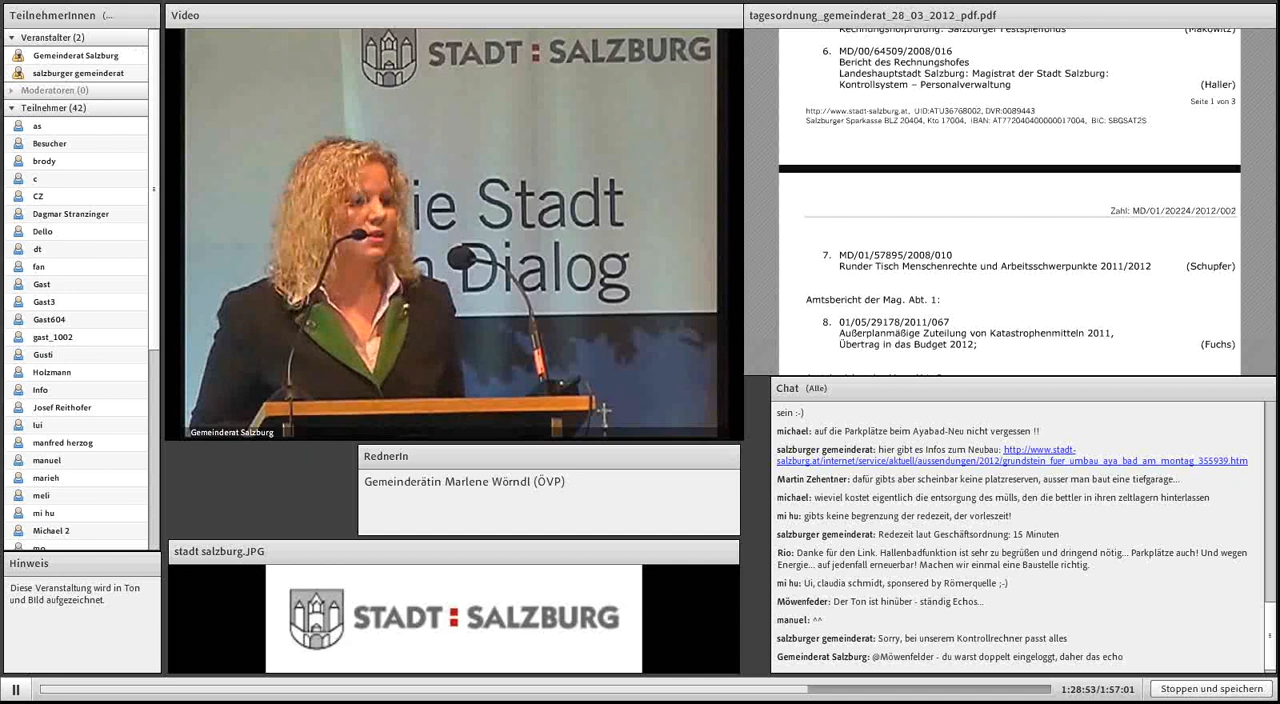 TeilnehmerInnen (...
Veranstalter (2)
Gemeinderat Salzburg
salzburger gemeinderat
Moderatoren (0)
Teilnehmer (42)
as
Besucher
brody
c
CZ
Dagmar Stranzinger
Dello
dt
fan
Gast
Gast3
Gast604
gast_1002
Gusti
Holzmann
Info
Josef Reithofer
lui
manfred herzog
manuel
marieh
meli
mi hu
Michael 2
mo
Hinweis
Diese Veranstaltung wird in Ton
und Bild aufgezeichnet.
Video
STADT : SALZBURG
ie Stadt
n Dialog
Gemeinderat Salzburg
RednerIn
Gemeinderätin Marlene Wörndl (ÖVP)
stadt salzburg.JPG
STADT : SALZBURG
tagesordnung_gemeinderat_28_03_2012_pdf.pdf
Rechnungshofprüfung: Salzburger Festspielfonds (Makowitz)
6. MD/00/64509/2008/016
Bericht des Rechnungshofes
Landeshauptstadt Salzburg: Magistrat der Stadt Salzburg:
Kontrollsystem – Personalverwaltung (Haller)
Seite 1 von 3
http://www.stadt-salzburg.at, UID:ATU36768002, DVR:0089443
Salzburger Sparkasse BLZ 20404, Kto 17004, IBAN: AT772040400000017004, BIC: SBGSAT2S
Zahl: MD/01/20224/2012/002
7. MD/01/57895/2008/010
Runder Tisch Menschenrechte und Arbeitsschwerpunkte 2011/2012 (Schupfer)
Amtsbericht der Mag. Abt. 1:
8. 01/05/29178/2011/067
Außerplanmäßige Zuteilung von Katastrophenmitteln 2011,
Übertrag in das Budget 2012; (Fuchs)
Chat (Alle)
sein :-)
michael: auf die Parkplätze beim Ayabad-Neu nicht vergessen !!
salzburger gemeinderat: hier gibt es Infos zum Neubau: http://www.stadt-
salzburg.at/internet/service/aktuell/aussendungen/2012/grundstein_fuer_umbau_aya_bad_am_montag_355939.htm
Martin Zehentner: dafür gibts aber scheinbar keine platzreserven, ausser man baut eine tiefgarage...
michael: wieviel kostet eigentlich die entsorgung des mülls, den die bettler in ihren zeltlagern hinterlassen
mi hu: gibts keine begrenzung der redezeit, der vorleszeit!
salzburger gemeinderat: Redezeit laut Geschäftsordnung: 15 Minuten
Rio: Danke für den Link. Hallenbadfunktion ist sehr zu begrüßen und dringend nötig... Parkplätze auch! Und wegen
Energie... auf jedenfall erneuerbar! Machen wir einmal eine Baustelle richtig.
mi hu: Ui, claudia schmidt, sponsered by Römerquelle ;-)
Möwenfeder: Der Ton ist hinüber - ständig Echos...
manuel: ^^
salzburger gemeinderat: Sorry, bei unserem Kontrollrechner passt alles
Gemeinderat Salzburg: @Möwenfelder - du warst doppelt eingeloggt, daher das echo
1:28:53/1:57:01
Stoppen und speichern